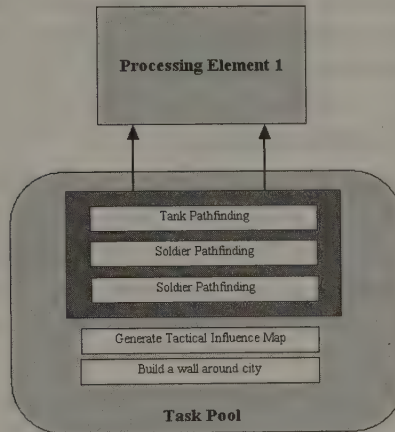 Processing Element 1
Tank Pathfinding
Soldier Pathfinding
Soldier Pathfinding
Generate Tactical Influence Map
Build a wall around city
Task Pool